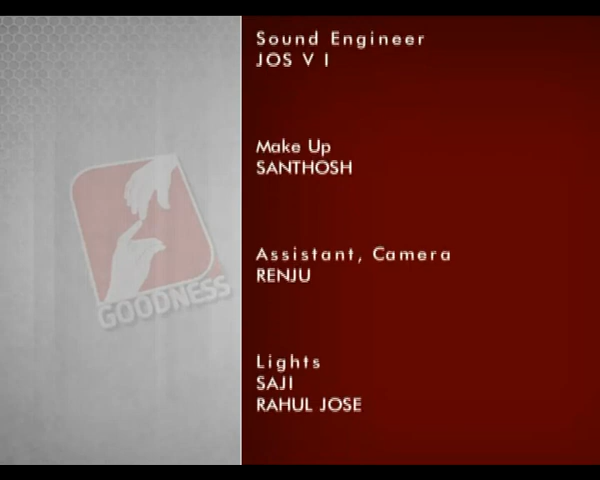 Sound Engineer
JOS V I
Make Up
SANTHOSH
Assistant, Camera
RENJU
GOODNESS
Lights
SAJI
RAHUL JOSE